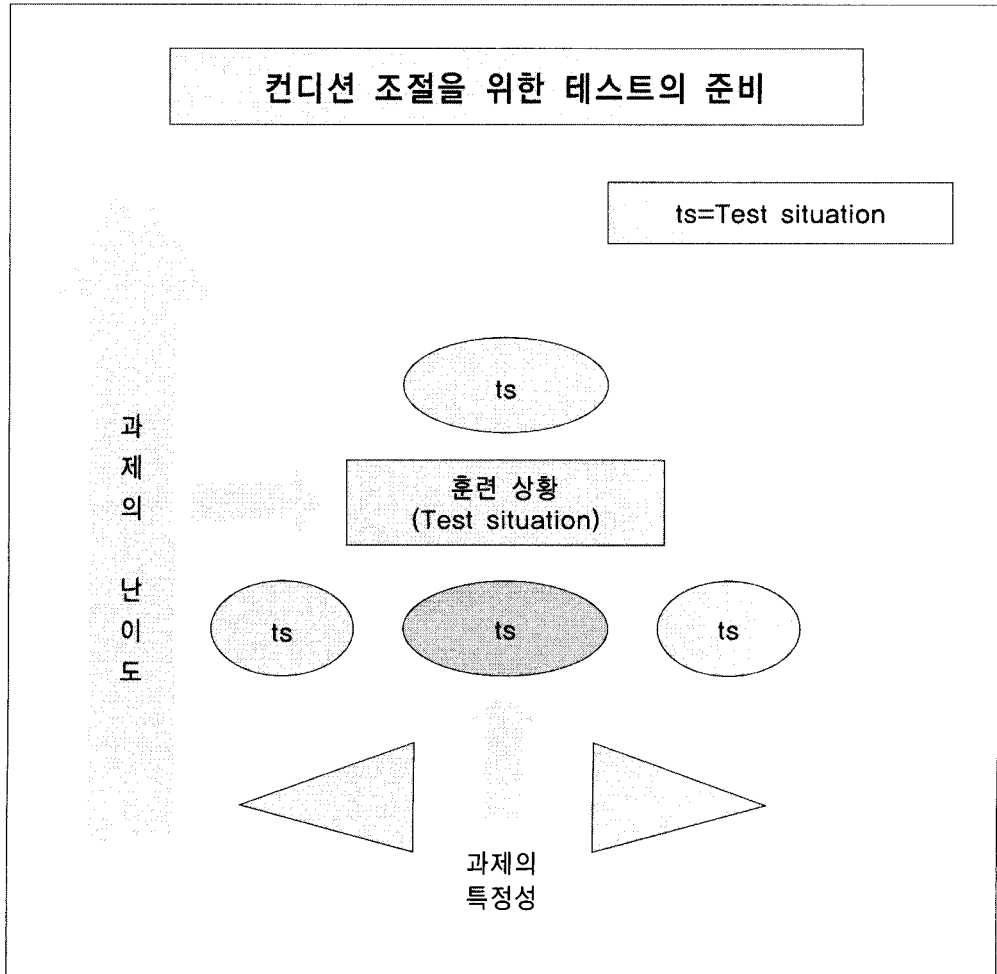 컨디션 조절을 위한 테스트의 준비
ts=Test situation
ts
과제의 난이도
훈련 상황
(Test situation)
ts
ts
ts
과제의
특정성